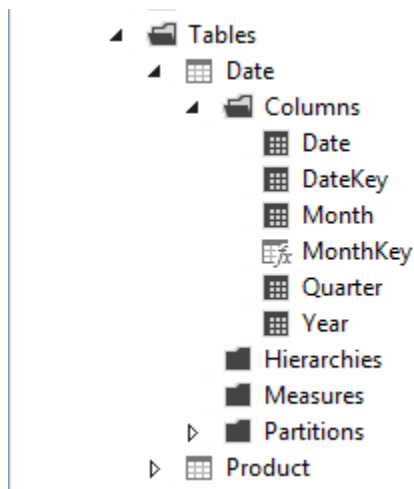 Tables
Date
Columns
Date
DateKey
Month
MonthKey
Quarter
Year
Hierarchies
Measures
Partitions
Product